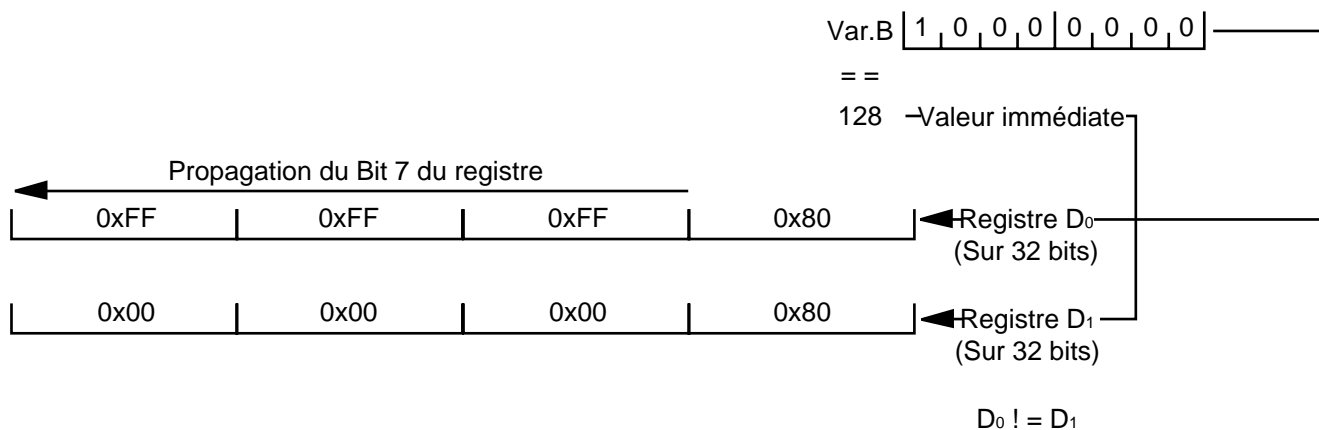 Var.B 1 0 0 0 0 0 0 0
= =
128 Valeur immédiate
Propagation du Bit 7 du registre
0xFF 0xFF 0xFF 0x80 Registre D0
(Sur 32 bits)
0x00 0x00 0x00 0x80 Registre D1
(Sur 32 bits)
D0 ! = D1